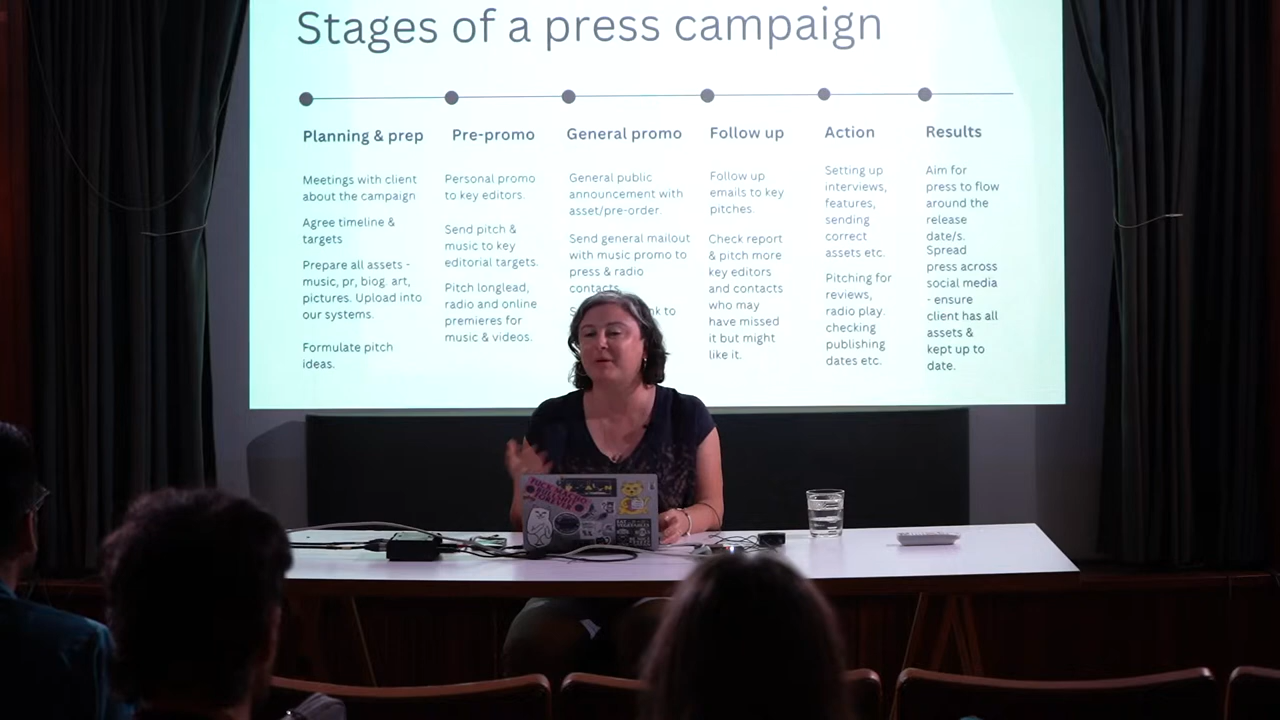 Stages of a press campaign
Planning & prep
Meetings with client
about the campaign
Agree timeline &
targets
Prepare all assets -
music, pr, biog. art,
pictures. Upload into
our systems.
Formulate pitch
ideas.
Pre-promo
Personal promo
to key editors.
Send pitch &
music to key
editorial targets.
Pitch longlead,
radio and online
premieres for
music & videos.
General promo
General public
announcement with
asset/pre-order.
Send general mailout
with music promo to
press & radio
contacts.
to
Follow up
Follow up
emails to key
pitches.
Check report
& pitch more
key editors
and contacts
who may
have missed
it but might
like it.
Action
Setting up
interviews,
features,
sending
correct
assets etc.
Pitching for
reviews,
radio play.
checking
publishing
dates etc.
Results
Aim for
press to flow
around the
release
date/s.
Spread
press across
social media
- ensure
client has all
assets &
kept up to
date.
FUCK MACHO
BULLSHIT
FOREVER!